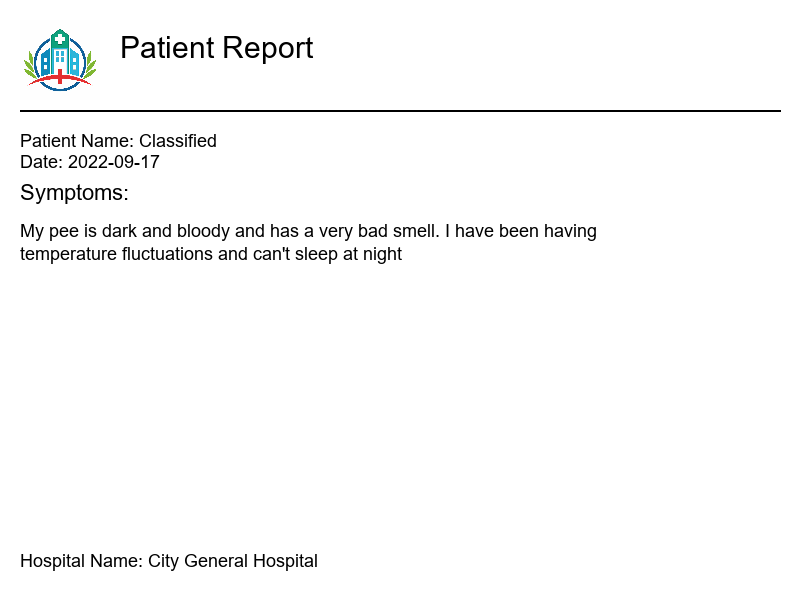 Patient Report
Patient Name: Classified
Date: 2022-09-17
Symptoms:
My pee is dark and bloody and has a very bad smell. I have been having
temperature fluctuations and can't sleep at night
Hospital Name: City General Hospital